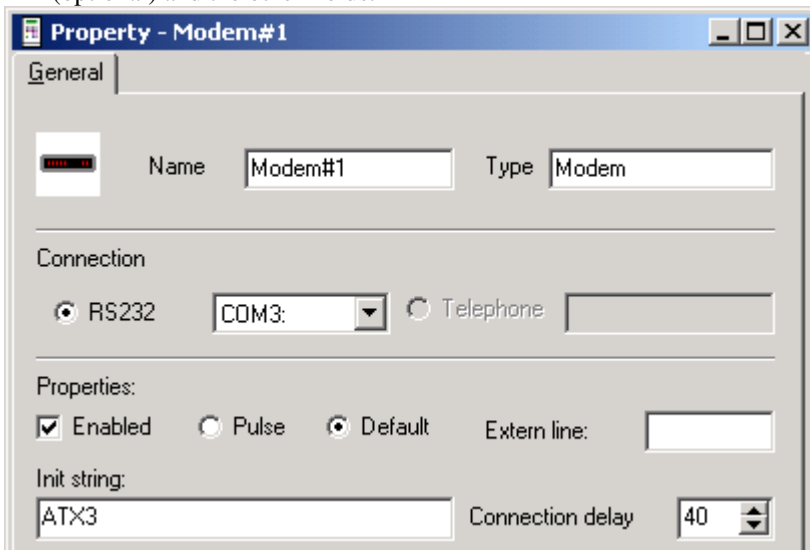 Property - Modem#1
General
Name Modem#1 Type Modem
Connection
RS232 COM3: Telephone
Properties:
Enabled Pulse Default Extern line:
Init string:
ATX3 Connection delay 40